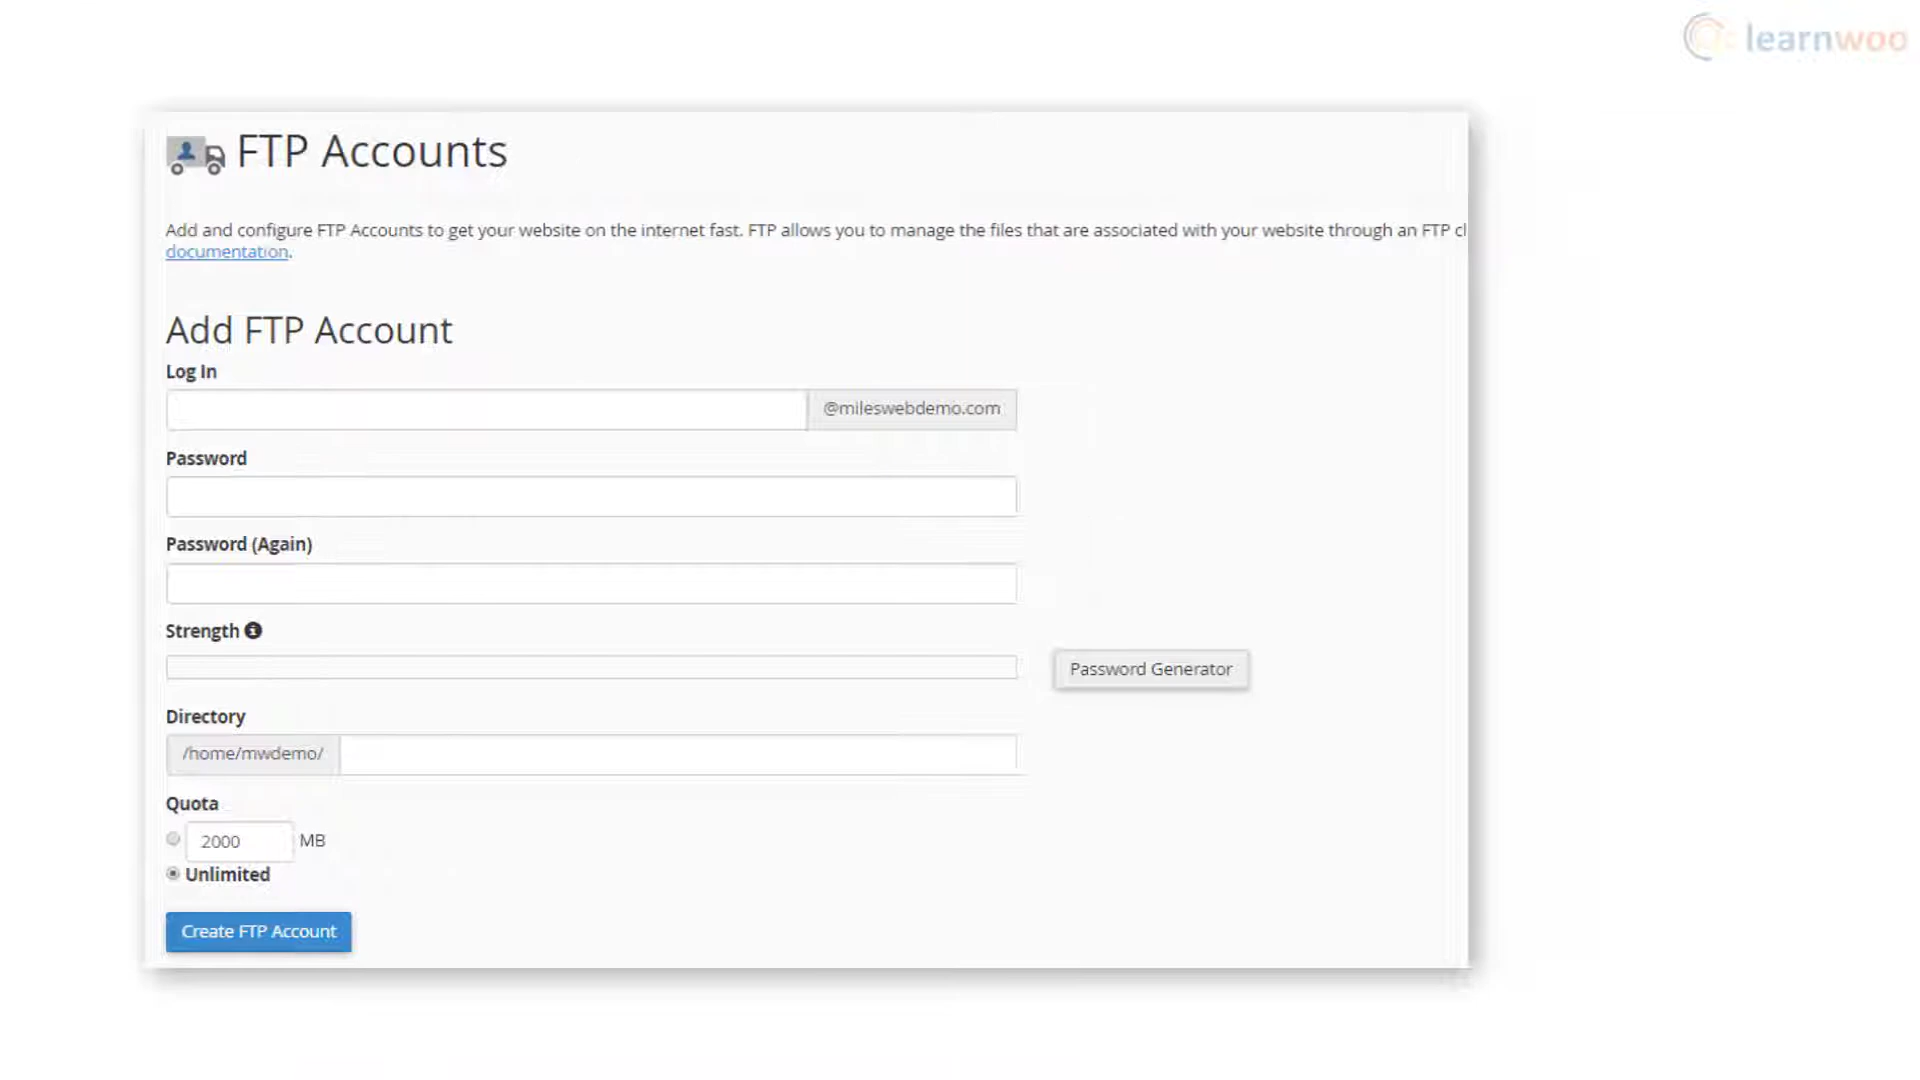 learnwoo
FTP Accounts
Add and configure FTP Accounts to get your website on the internet fast. FTP allows you to manage the files that are associated with your website through an FTP cl
documentation.
Add FTP Account
Log In
@mileswebdemo.com
Password
Password (Again)
Strength
Password Generator
Directory
/home/mwdemo/
Quota
2000 MB
Unlimited
Create FTP Account